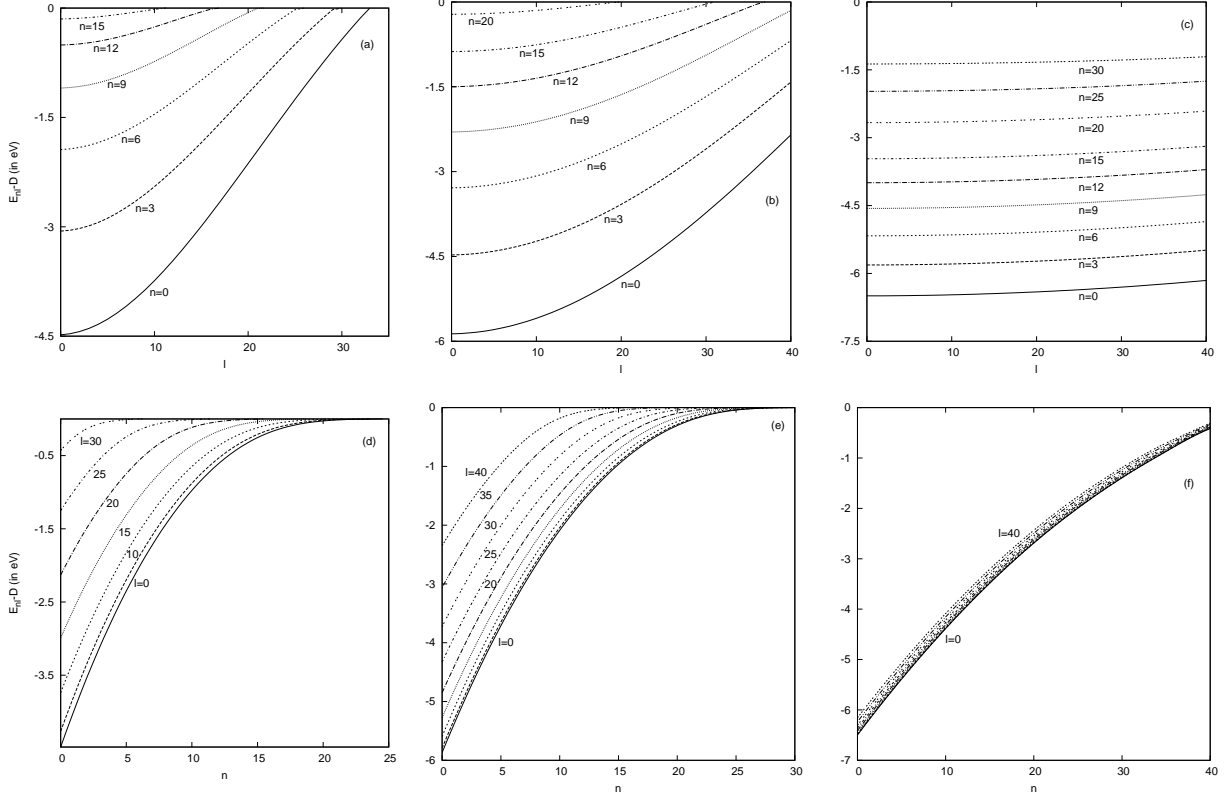 0
-1.5
-3
-4.5
0
10
20
30
l
E_nl-D (in eV)
(a)
n=15
n=12
n=9
n=6
n=3
n=0
0
-1.5
-3
-4.5
-6
0
10
20
30
40
l
(b)
n=20
n=15
n=12
n=9
n=6
n=3
n=0
0
-1.5
-3
-4.5
-6
-7.5
0
10
20
30
40
l
(c)
n=30
n=25
n=20
n=15
n=12
n=9
n=6
n=3
n=0
-0.5
-1.5
-2.5
-3.5
0
5
10
15
20
25
n
E_nl-D (in eV)
(d)
l=30
25
20
15
10
l=0
0
-1
-2
-3
-4
-5
-6
0
5
10
15
20
25
30
n
(e)
l=40
35
30
25
20
l=0
0
-1
-2
-3
-4
-5
-6
-7
0
10
20
30
40
n
(f)
l=40
l=0